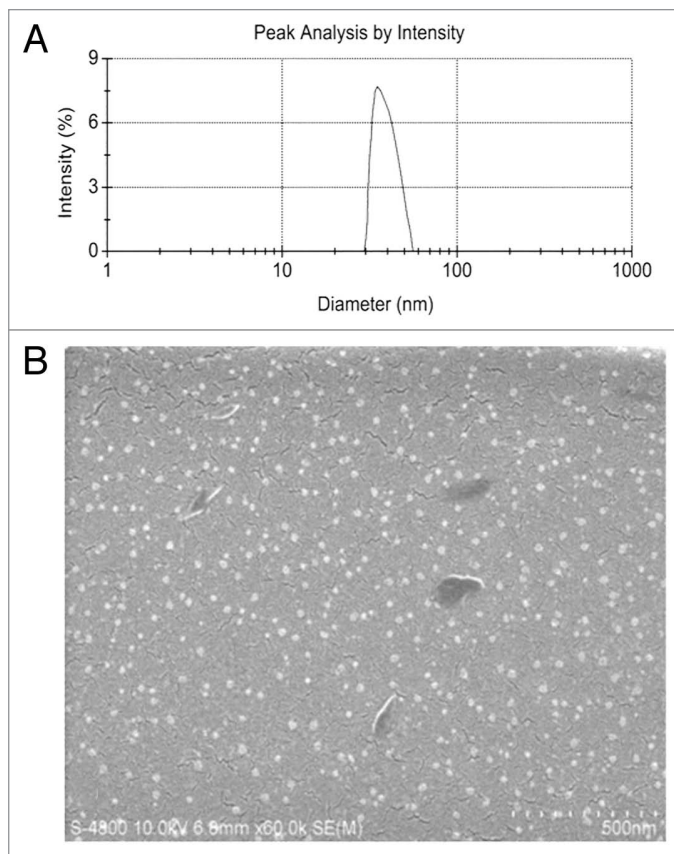 A
Peak Analysis by Intensity
Intensity (%)
9
6
3
0
1
10
100
1000
Diameter (nm)
B
S-4800 10.0kV 6.8mm x60.0k SE(M)
500nm